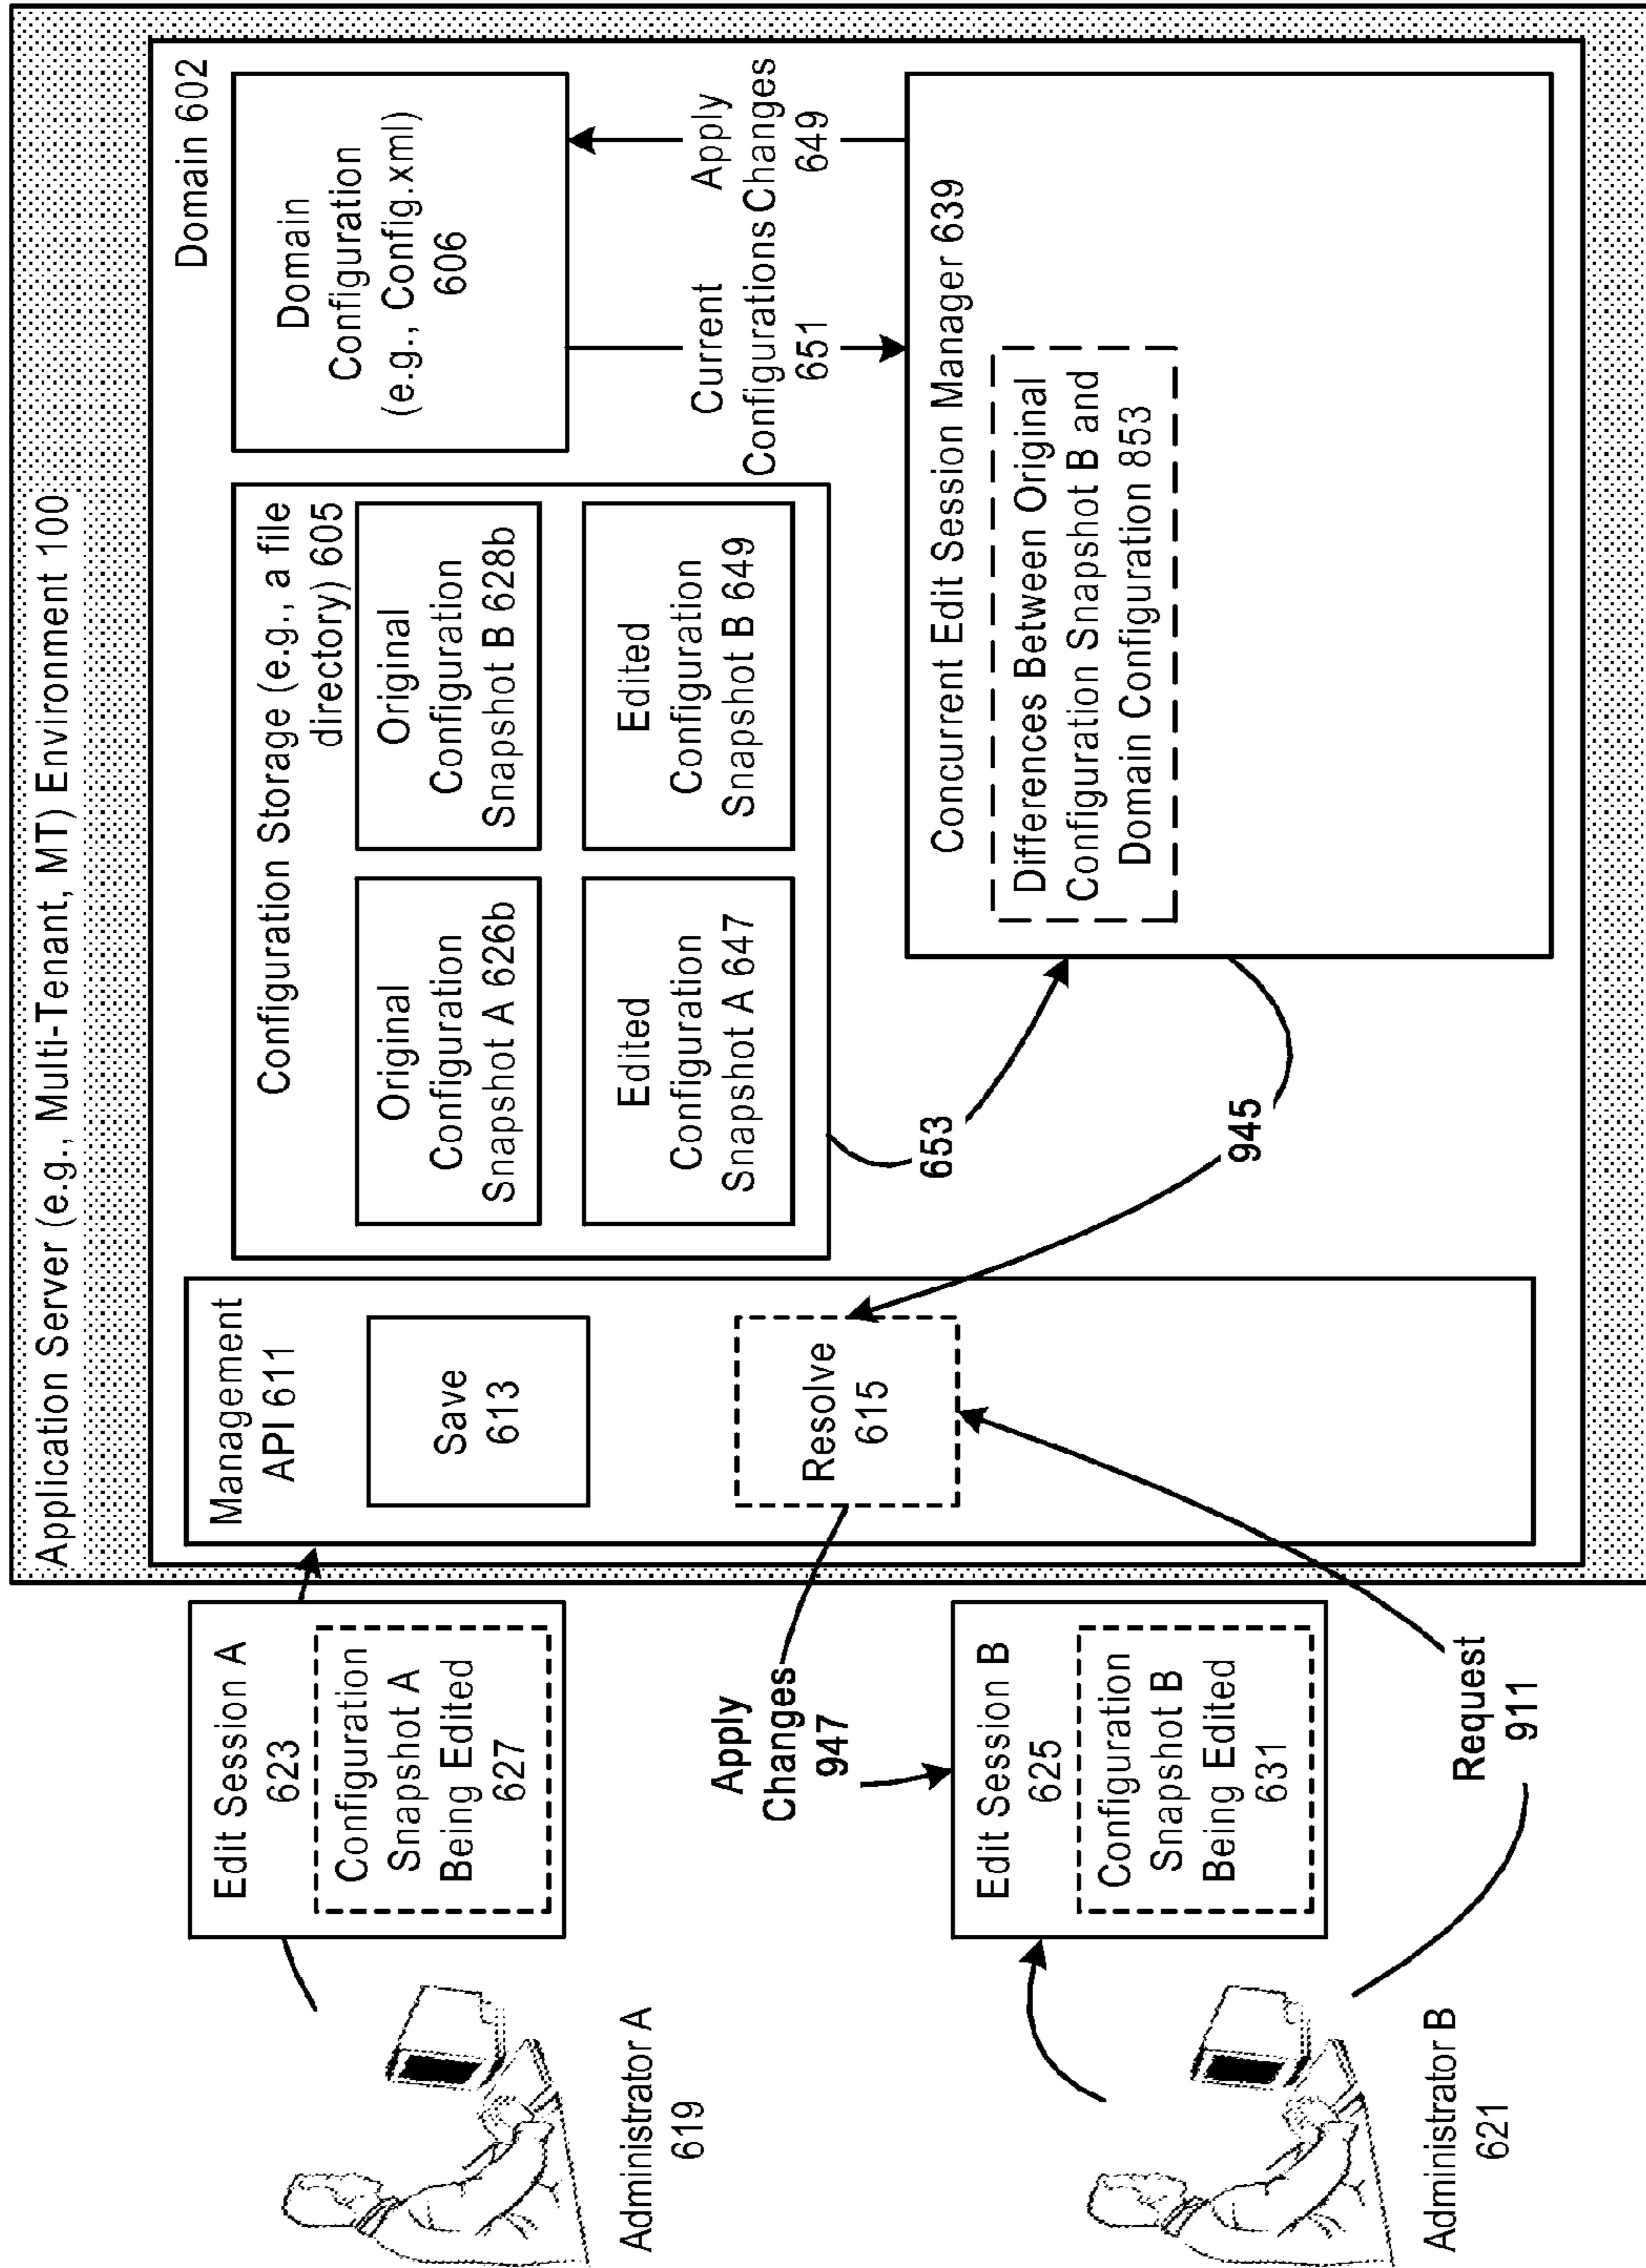 Application Server (e.g., Multi-Tenant, MT) Environment 100
Domain 602
Management
API 611
Save
613
Resolve
615
Configuration Storage (e.g., a file
directory) 605
Original
Configuration
Snapshot A 626b
Original
Configuration
Snapshot B 628b
Edited
Configuration
Snapshot A 647
Edited
Configuration
Snapshot B 649
Domain
Configuration
(e.g., Config.xml)
606
Current
Configurations
651
Apply
Changes
649
Concurrent Edit Session Manager 639
Differences Between Original
Configuration Snapshot B and
Domain Configuration 853
653
945
Edit Session A
623
Configuration
Snapshot A
Being Edited
627
Apply
Changes
947
Edit Session B
625
Configuration
Snapshot B
Being Edited
631
Request
911
Administrator A
619
Administrator B
621